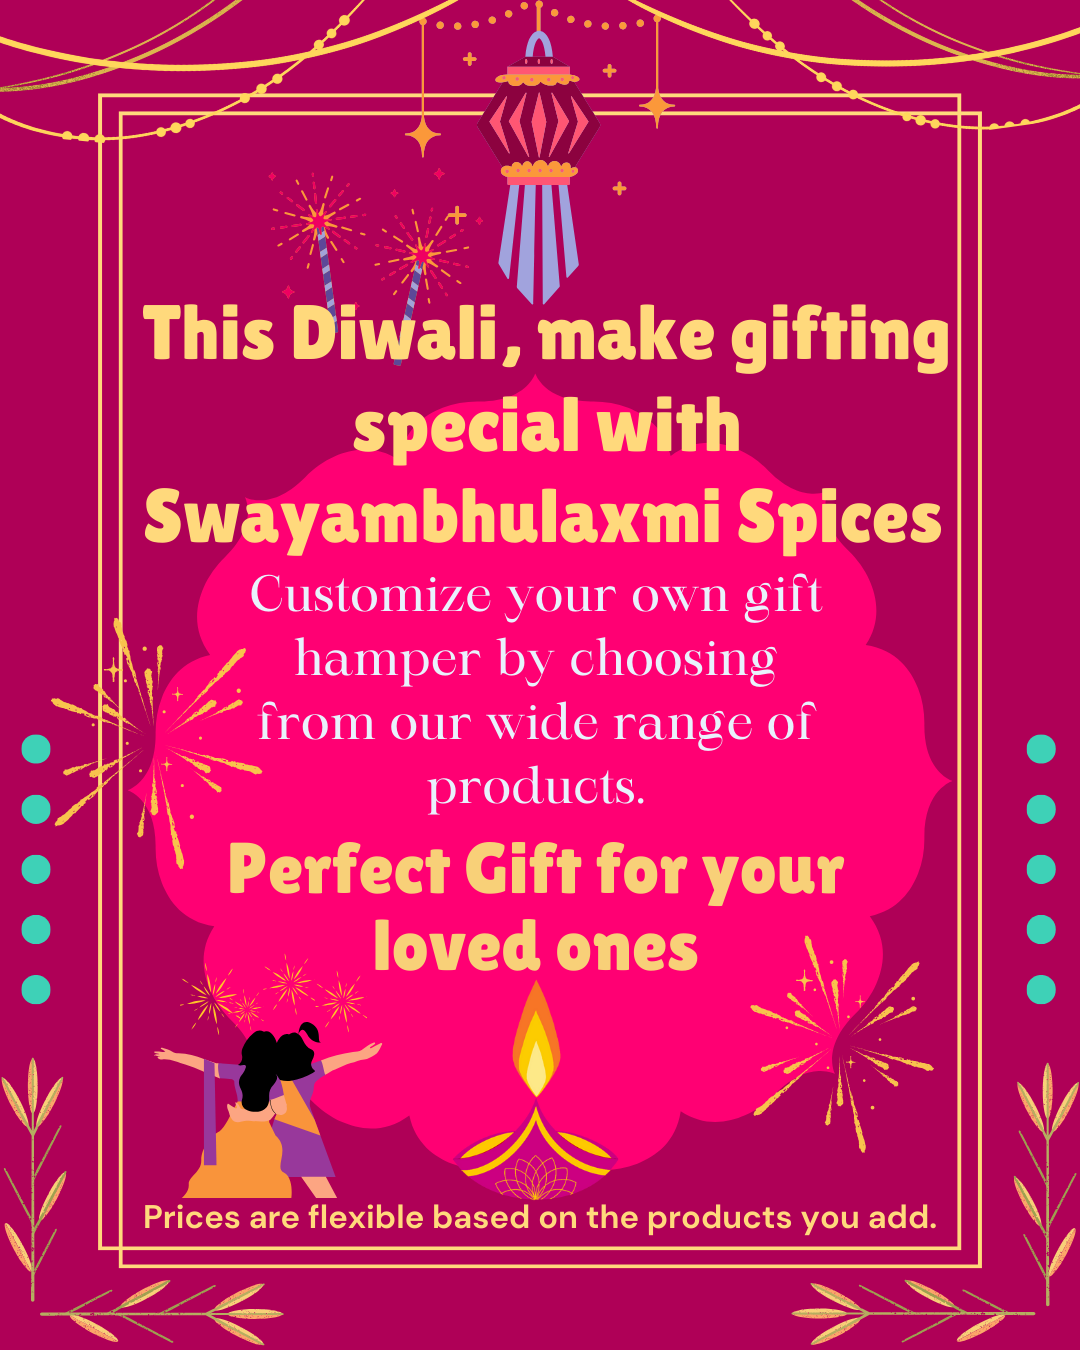 This Diwali, make gifting
special with
Swayambhulaxmi Spices
Customize your own gift
hamper by choosing
from our wide range of
products.
Perfect Gift for your
loved ones
Prices are flexible based on the products you add.